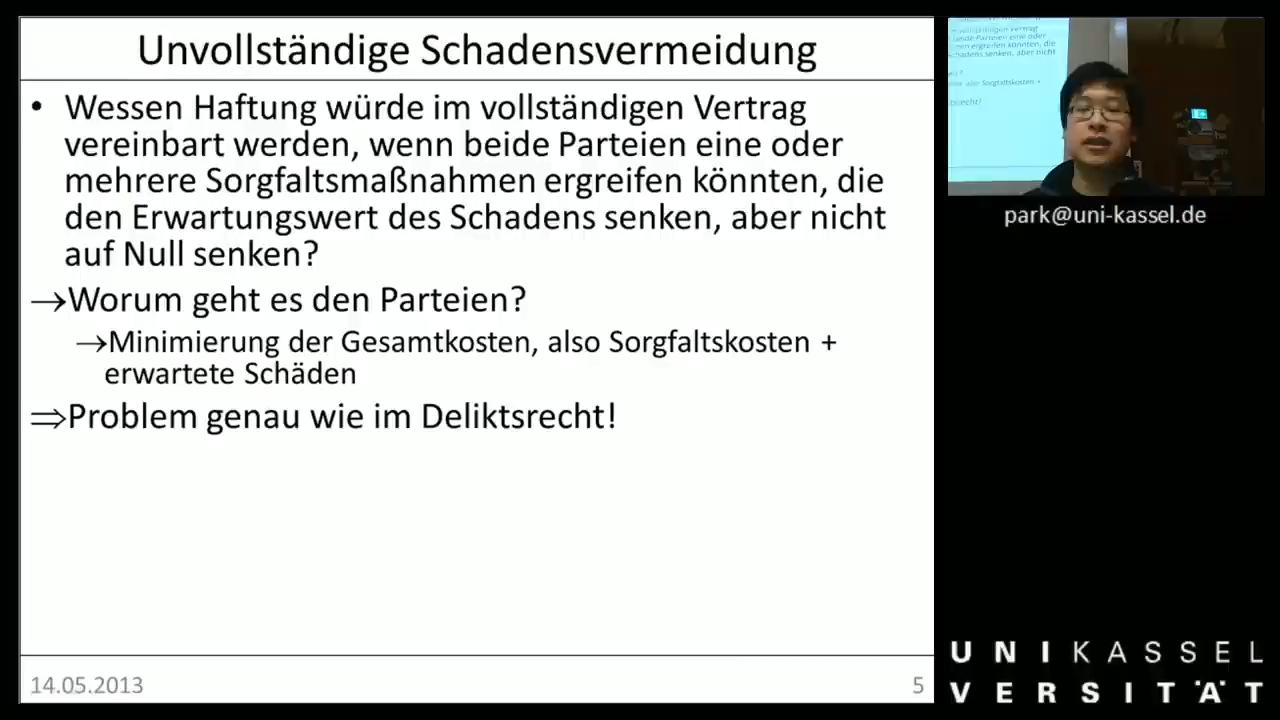 Unvollständige Schadensvermeidung
• Wessen Haftung würde im vollständigen Vertrag
vereinbart werden, wenn beide Parteien eine oder
mehrere Sorgfaltsmaßnahmen ergreifen könnten, die
den Erwartungswert des Schadens senken, aber nicht
auf Null senken?
→Worum geht es den Parteien?
→Minimierung der Gesamtkosten, also Sorgfaltskosten +
erwartete Schäden
⇒Problem genau wie im Deliktsrecht!
14.05.2013
5
park@uni-kassel.de
UNIKASSEL
VERSITÄT